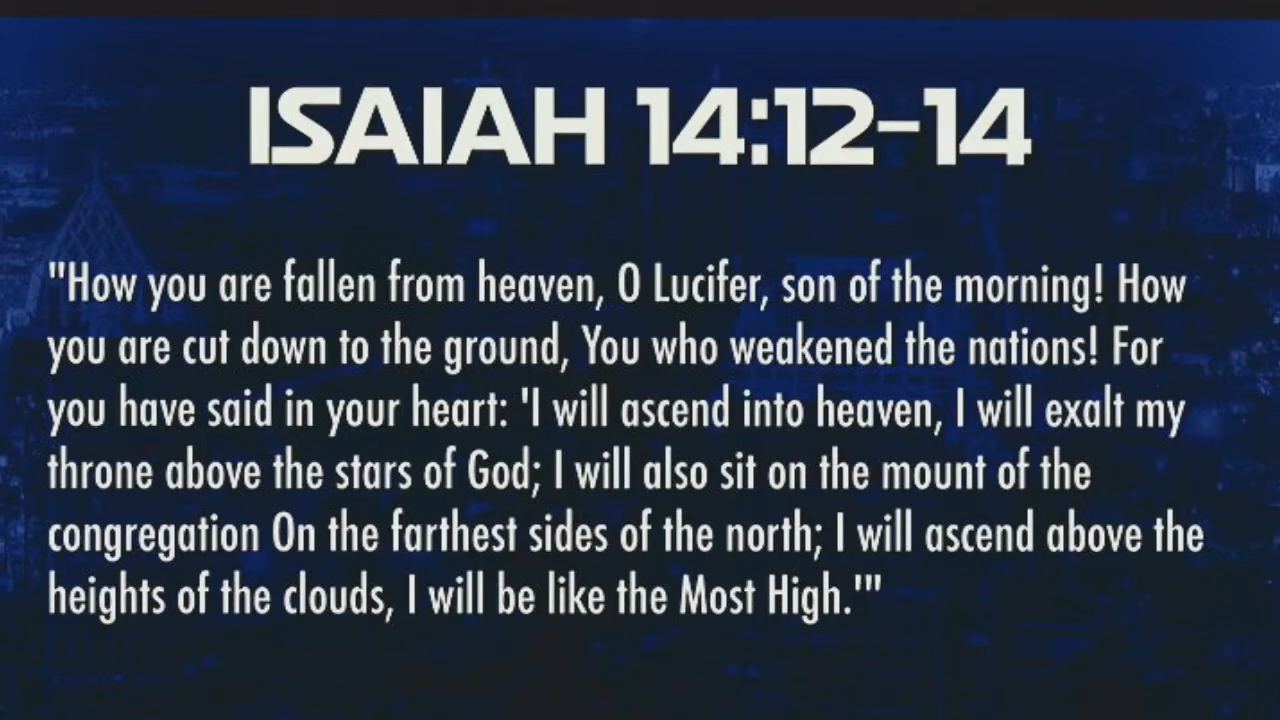 ISAIAH 14:12-14
"How you are fallen from heaven, O Lucifer, son of the morning! How
you are cut down to the ground, You who weakened the nations! For
you have said in your heart: 'I will ascend into heaven, I will exalt my
throne above the stars of God; I will also sit on the mount of the
congregation On the farthest sides of the north; I will ascend above the
heights of the clouds, I will be like the Most High.'"